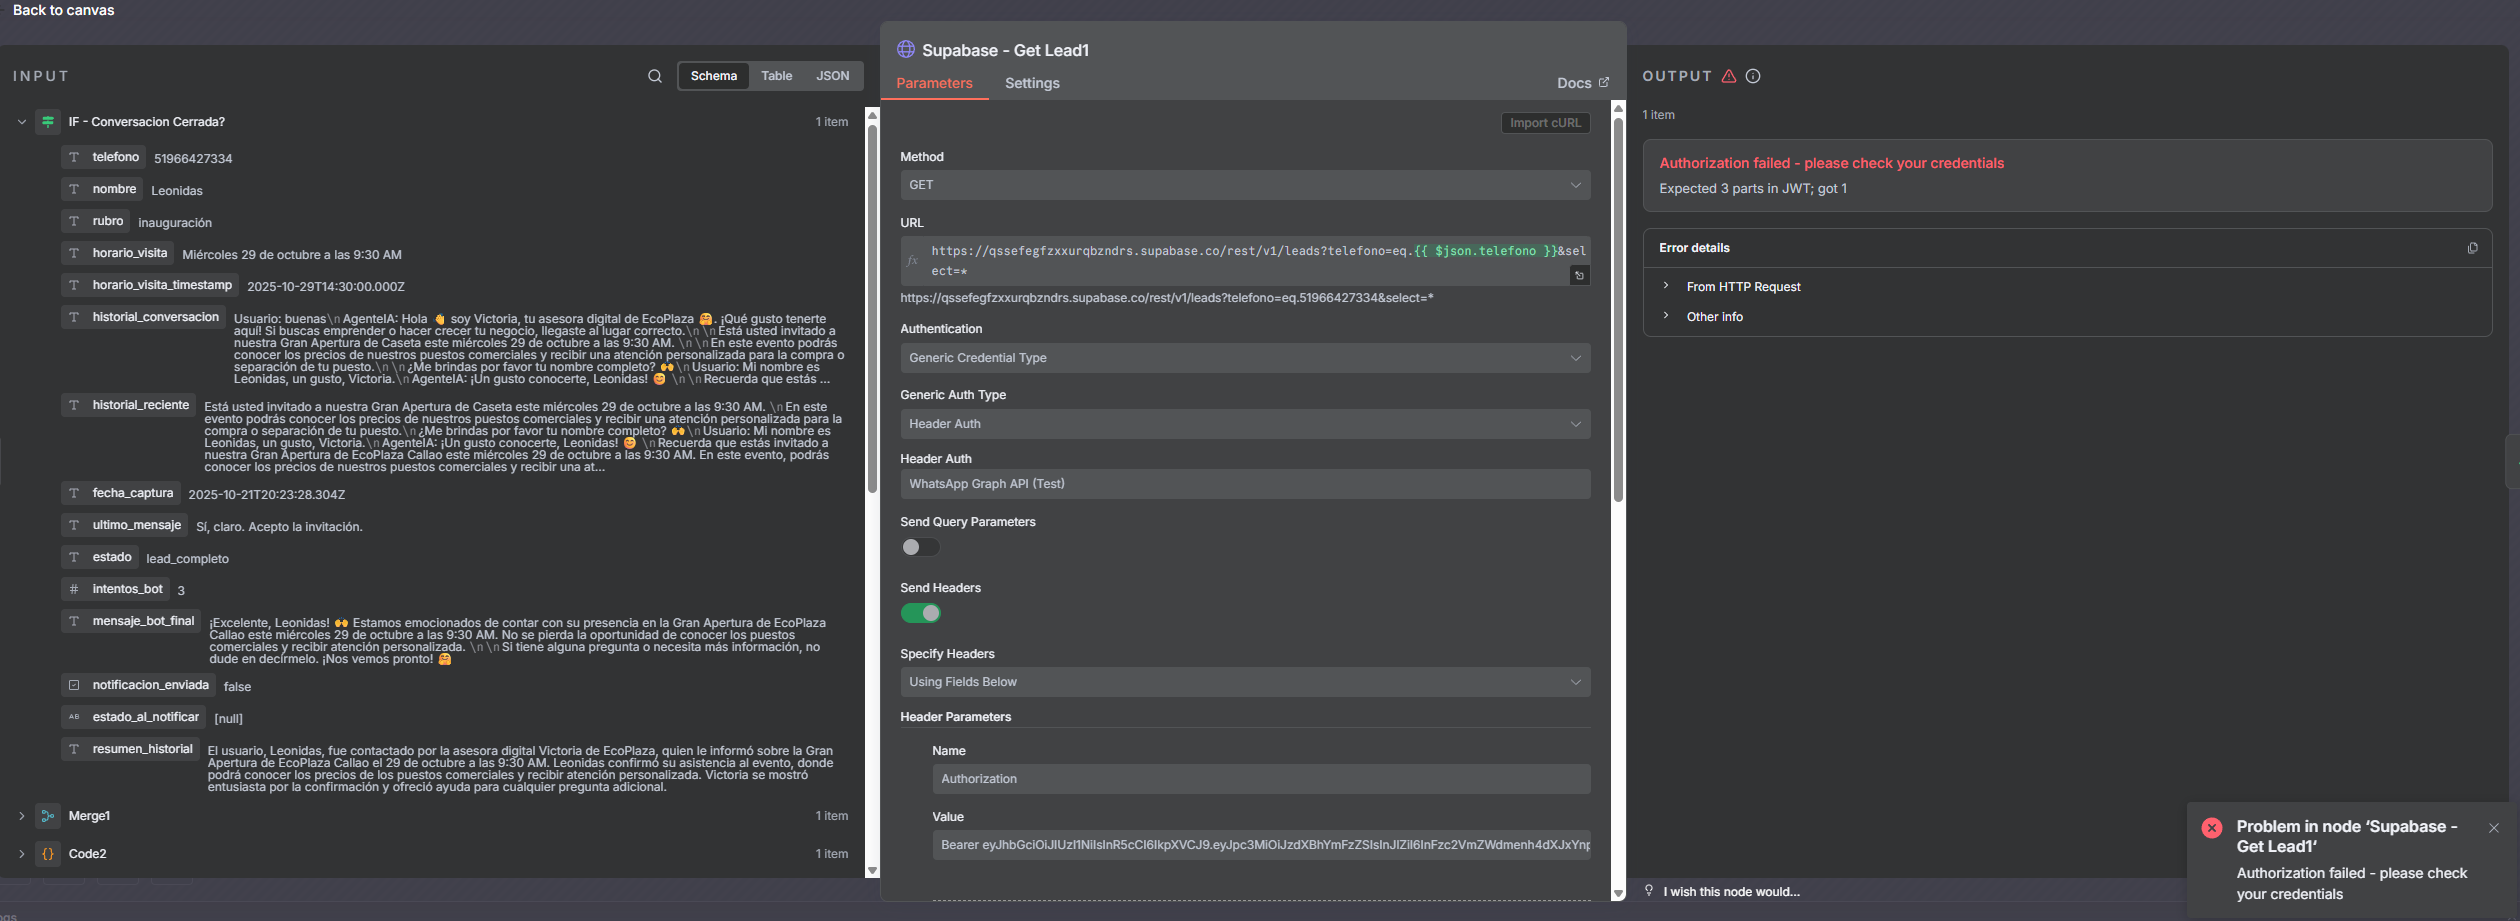 Back to canvas
INPUT
Schema
Table
JSON
IF - Conversacion Cerrada?
1 item
telefono
51966427334
nombre
Leonidas
rubro
inauguración
horario_visita
Miércoles 29 de octubre a las 9:30 AM
horario_visita_timestamp
2025-10-29T14:30:00.000Z
historial_conversacion
Usuario: buenas\n AgenteIA: Hola 👋 soy Victoria, tu asesora digital de EcoPlaza 🤗. ¡Qué gusto tenerte
aquí! Si buscas emprender o hacer crecer tu negocio, llegaste al lugar correcto.\n \n Está usted invitado a
nuestra Gran Apertura de Caseta este miércoles 29 de octubre a las 9:30 AM. \n \n En este evento podrás
conocer los precios de nuestros puestos comerciales y recibir una atención personalizada para la compra o
separación de tu puesto.\n \n ¿Me brindas por favor tu nombre completo? 🙌 \n Usuario: Mi nombre es
Leonidas, un gusto, Victoria.\n AgenteIA: ¡Un gusto conocerte, Leonidas! 😊 \n \n Recuerda que estás ...
historial_reciente
Está usted invitado a nuestra Gran Apertura de Caseta este miércoles 29 de octubre a las 9:30 AM. \n En este
evento podrás conocer los precios de nuestros puestos comerciales y recibir una atención personalizada para la
compra o separación de tu puesto.\n ¿Me brindas por favor tu nombre completo? 🙌 \n Usuario: Mi nombre es
Leonidas, un gusto, Victoria.\n AgenteIA: ¡Un gusto conocerte, Leonidas! 😊 \n Recuerda que estás invitado a
nuestra Gran Apertura de EcoPlaza Callao este miércoles 29 de octubre a las 9:30 AM. En este evento, podrás
conocer los precios de nuestros puestos comerciales y recibir una at...
fecha_captura
2025-10-21T20:23:28.304Z
ultimo_mensaje
Sí, claro. Acepto la invitación.
estado
lead_completo
intentos_bot
3
mensaje_bot_final
¡Excelente, Leonidas! 🙌 Estamos emocionados de contar con su presencia en la Gran Apertura de EcoPlaza
Callao este miércoles 29 de octubre a las 9:30 AM. No se pierda la oportunidad de conocer los puestos
comerciales y recibir atención personalizada. \n \n Si tiene alguna pregunta o necesita más información, no
dude en decírmelo. ¡Nos vemos pronto! 🤗
notificacion_enviada
false
estado_al_notificar
[null]
resumen_historial
El usuario, Leonidas, fue contactado por la asesora digital Victoria de EcoPlaza, quien le informó sobre la Gran
Apertura de EcoPlaza Callao el 29 de octubre a las 9:30 AM. Leonidas confirmó su asistencia al evento, donde
podrá conocer los precios de los puestos comerciales y recibir atención personalizada. Victoria se mostró
entusiasta por la confirmación y ofreció ayuda para cualquier pregunta adicional.
Merge1
1 item
Code2
1 item
Supabase - Get Lead1
Parameters
Settings
Docs
Import cURL
Method
GET
URL
fx
https://qssefegfzxxurqbzndrs.supabase.co/rest/v1/leads?telefono=eq.{{ $json.telefono }}&sel
ect=*
https://qssefegfzxxurqbzndrs.supabase.co/rest/v1/leads?telefono=eq.51966427334&select=*
Authentication
Generic Credential Type
Generic Auth Type
Header Auth
Header Auth
WhatsApp Graph API (Test)
Send Query Parameters
Send Headers
Specify Headers
Using Fields Below
Header Parameters
Name
Authorization
Value
Bearer
OUTPUT
1 item
Authorization failed - please check your credentials
Expected 3 parts in JWT; got 1
Error details
From HTTP Request
Other info
I wish this node would...
Problem in node ‘Supabase -
Get Lead1‘
Authorization failed - please check
your credentials